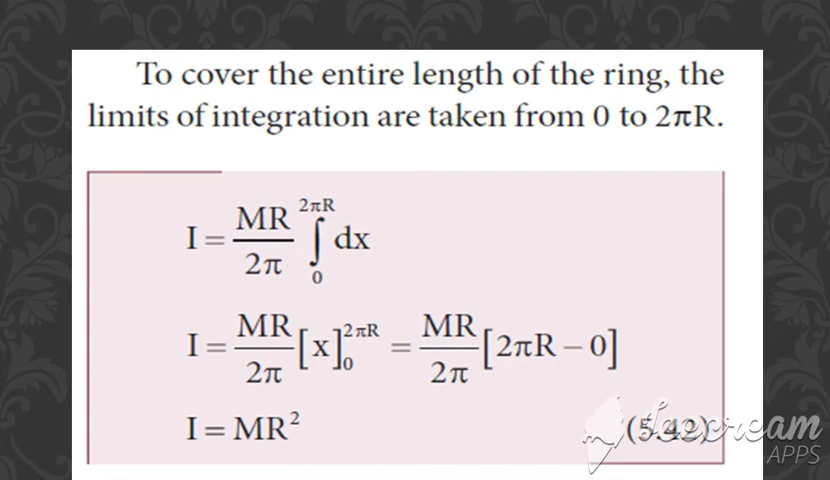 To cover the entire length of the ring, the
limits of integration are taken from 0 to 2πR.
I = MR/2π ∫₀^{2πR} dx
I = MR/2π [x]₀^{2πR} = MR/2π [2πR – 0]
I = MR² (5.42)
Icecream
APPS